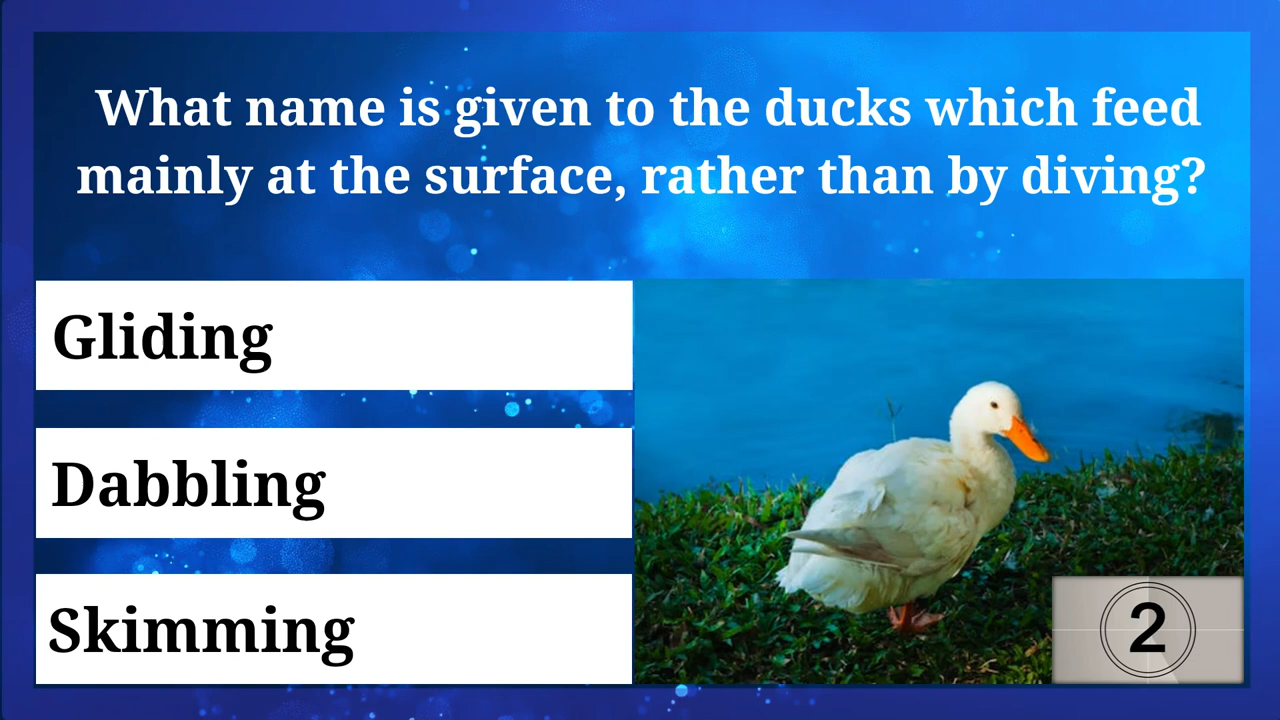 What name is given to the ducks which feed
mainly at the surface, rather than by diving?
Gliding
Dabbling
Skimming
2